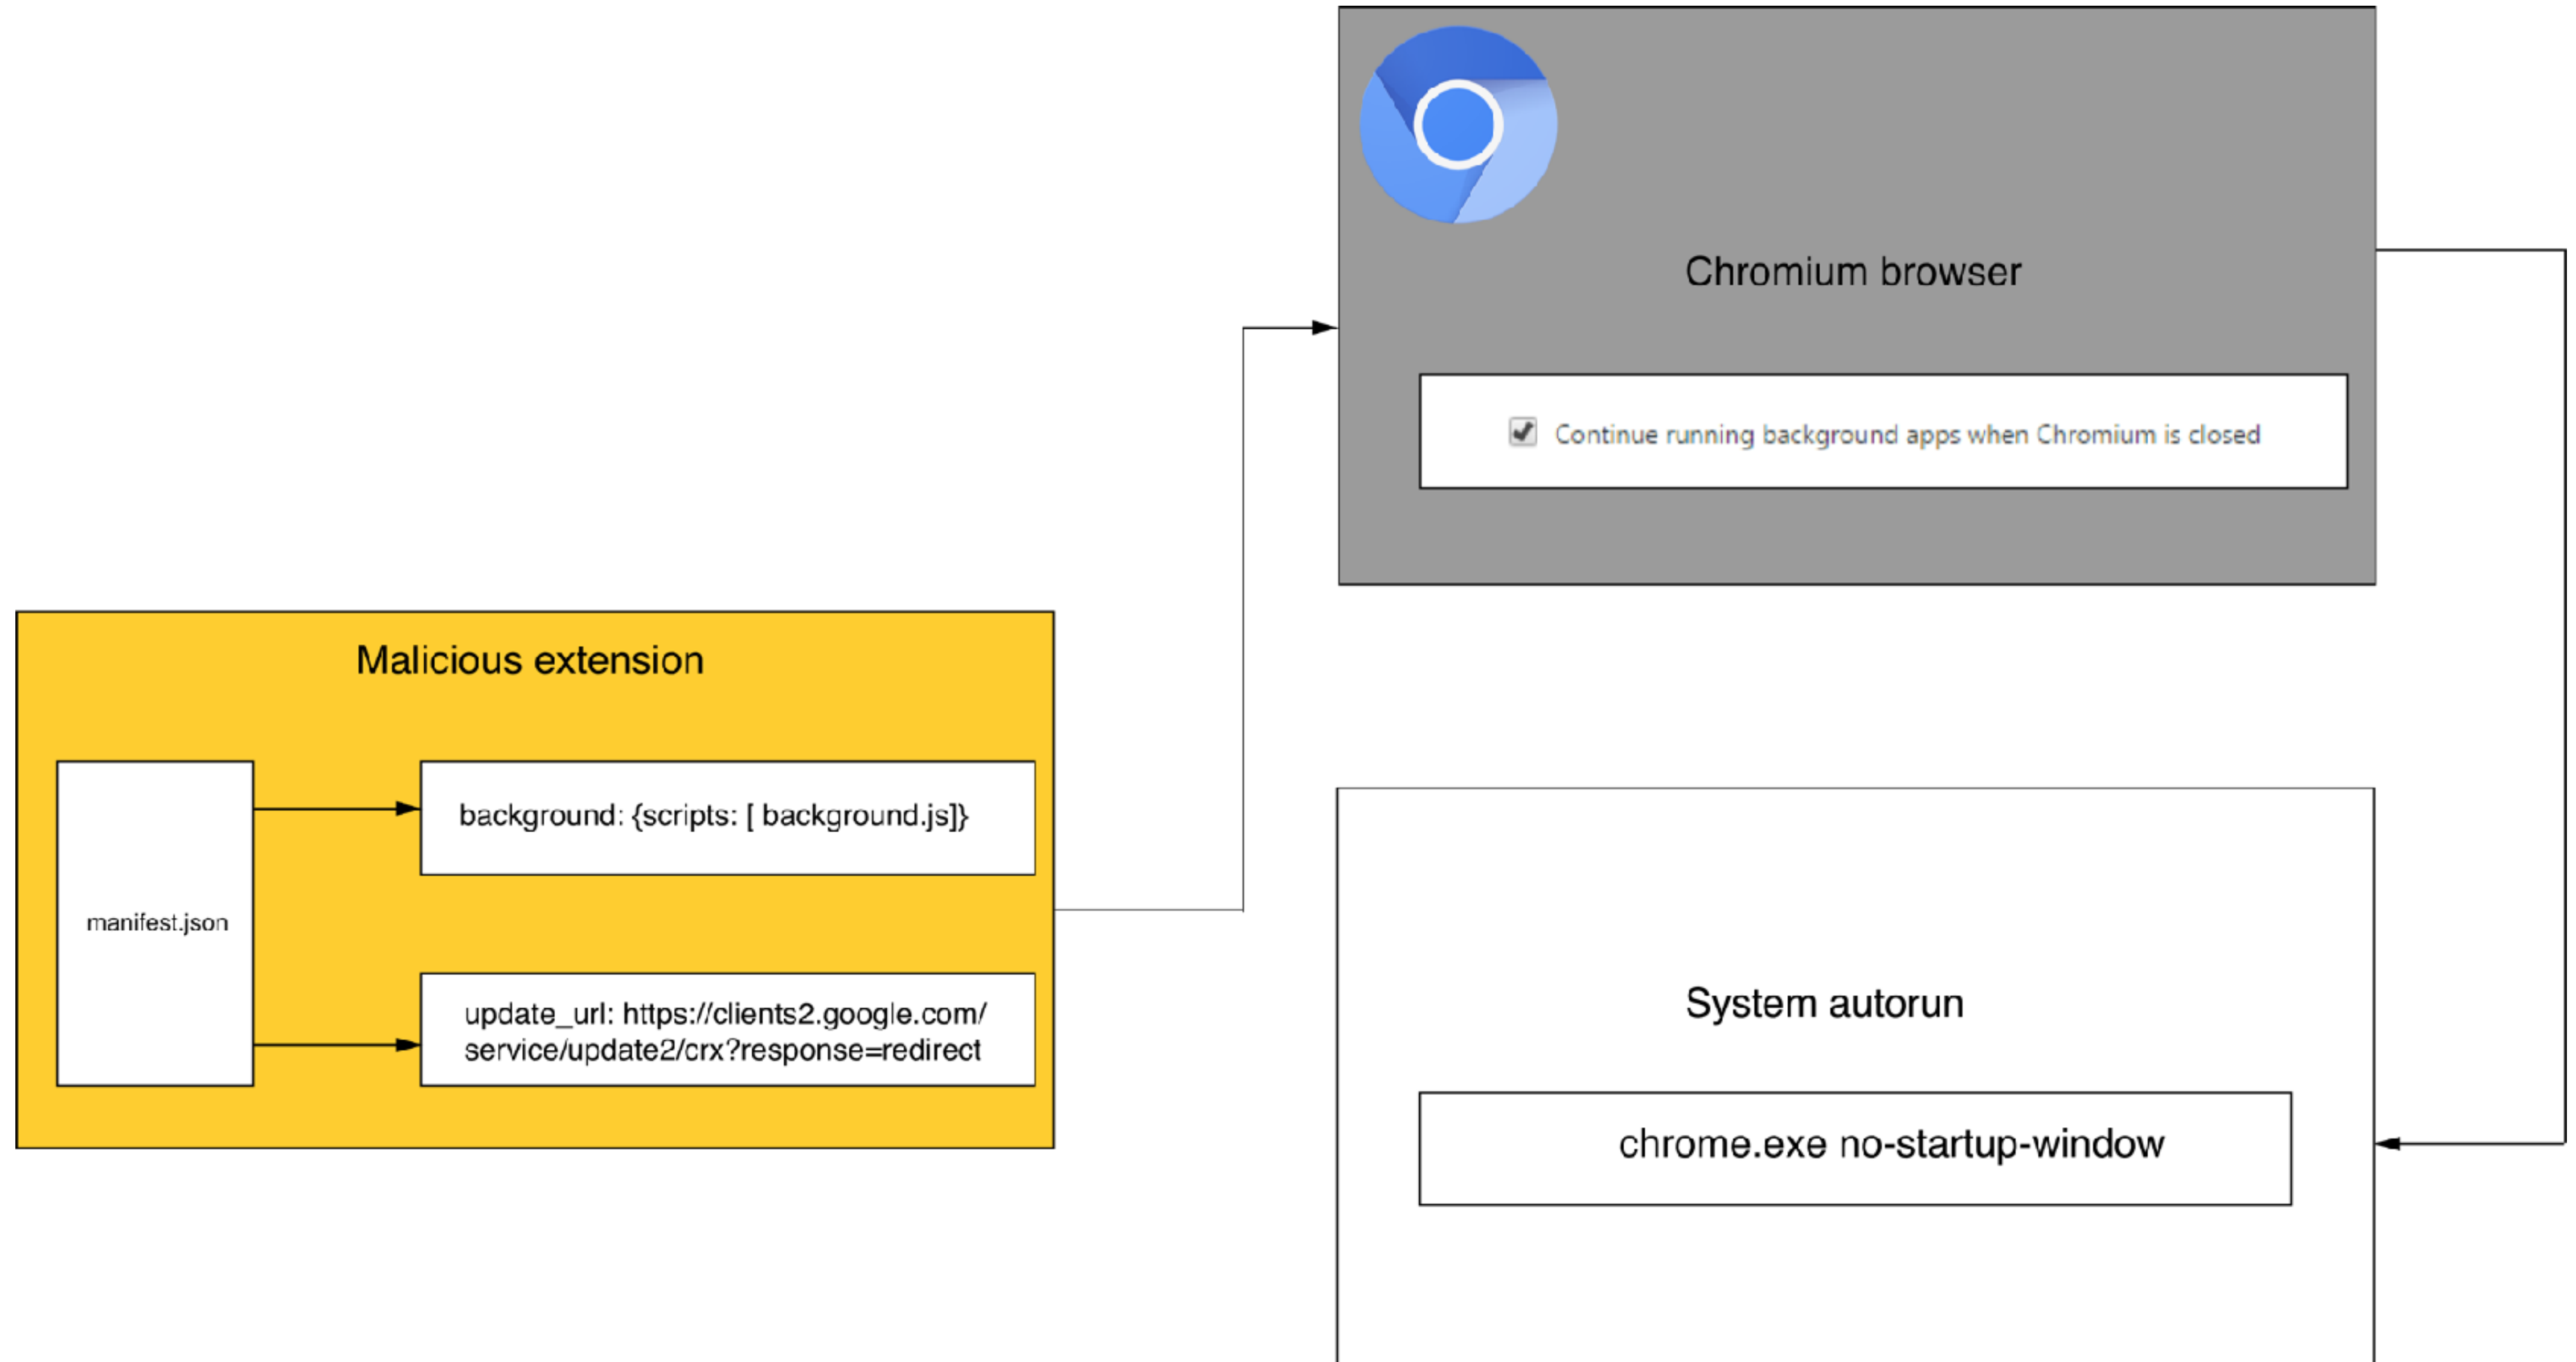 Chromium browser
Continue running background apps when Chromium is closed
Malicious extension
manifest.json
background: {scripts: [ background.js]}
update_url: https://clients2.google.com/
service/update2/crx?response=redirect
System autorun
chrome.exe no-startup-window